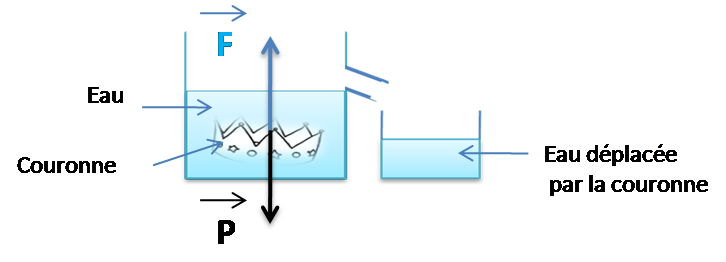 F
Eau
Couronne
Eau déplacée
par la couronne
P